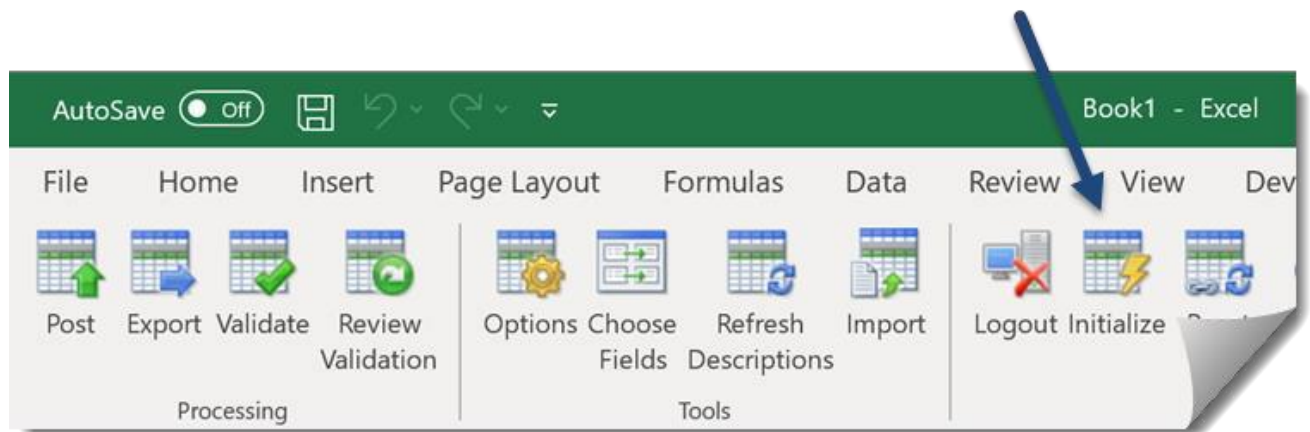 AutoSave Off Book1 - Excel
File Home Insert Page Layout Formulas Data Review View Dev
Post Export Validate Review Validation Options Choose Fields Refresh Descriptions Import Logout Initialize
Processing Tools